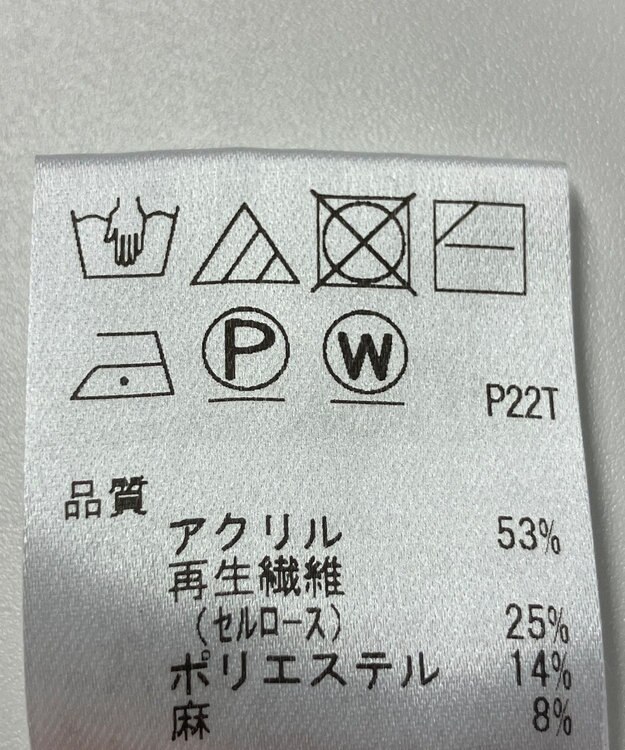 P W
P22T
品質
アクリル 53%
再生繊維
(セルロース) 25%
ポリエステル 14%
麻 8%